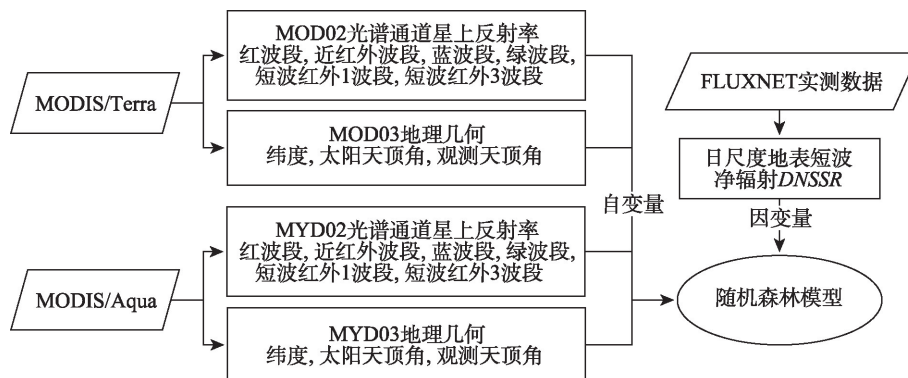 MODIS/Terra
MOD02光谱通道星上反射率
红波段, 近红外波段, 蓝波段, 绿波段,
短波红外1波段, 短波红外3波段
MOD03地理几何
纬度, 太阳天顶角, 观测天顶角
MODIS/Aqua
MYD02光谱通道星上反射率
红波段, 近红外波段, 蓝波段, 绿波段,
短波红外1波段, 短波红外3波段
MYD03地理几何
纬度, 太阳天顶角, 观测天顶角
自变量
FLUXNET实测数据
日尺度地表短波
净辐射DNSSR
因变量
随机森林模型